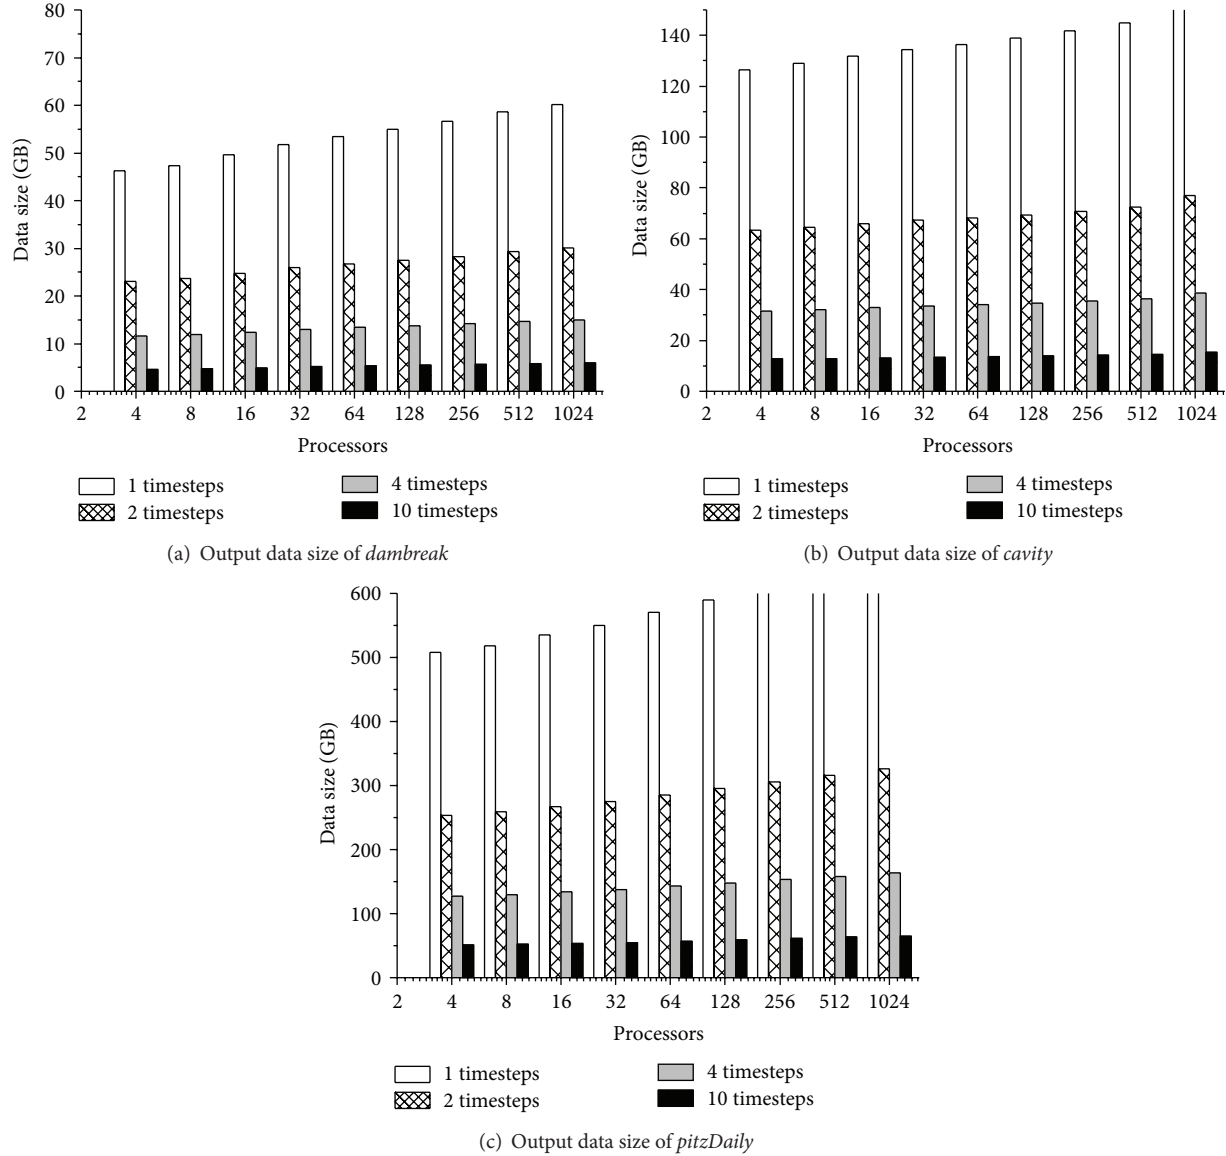 80
70
60
50
40
30
20
10
0
Data size (GB)
2 4 8 16 32 64 128 256 512 1024
Processors
1 timesteps
2 timesteps
4 timesteps
10 timesteps
(a) Output data size of dambreak
140
120
100
80
60
40
20
0
Data size (GB)
2 4 8 16 32 64 128 256 512 1024
Processors
1 timesteps
2 timesteps
4 timesteps
10 timesteps
(b) Output data size of cavity
600
500
400
300
200
100
0
Data size (GB)
2 4 8 16 32 64 128 256 512 1024
Processors
1 timesteps
2 timesteps
4 timesteps
10 timesteps
(c) Output data size of pitzDaily